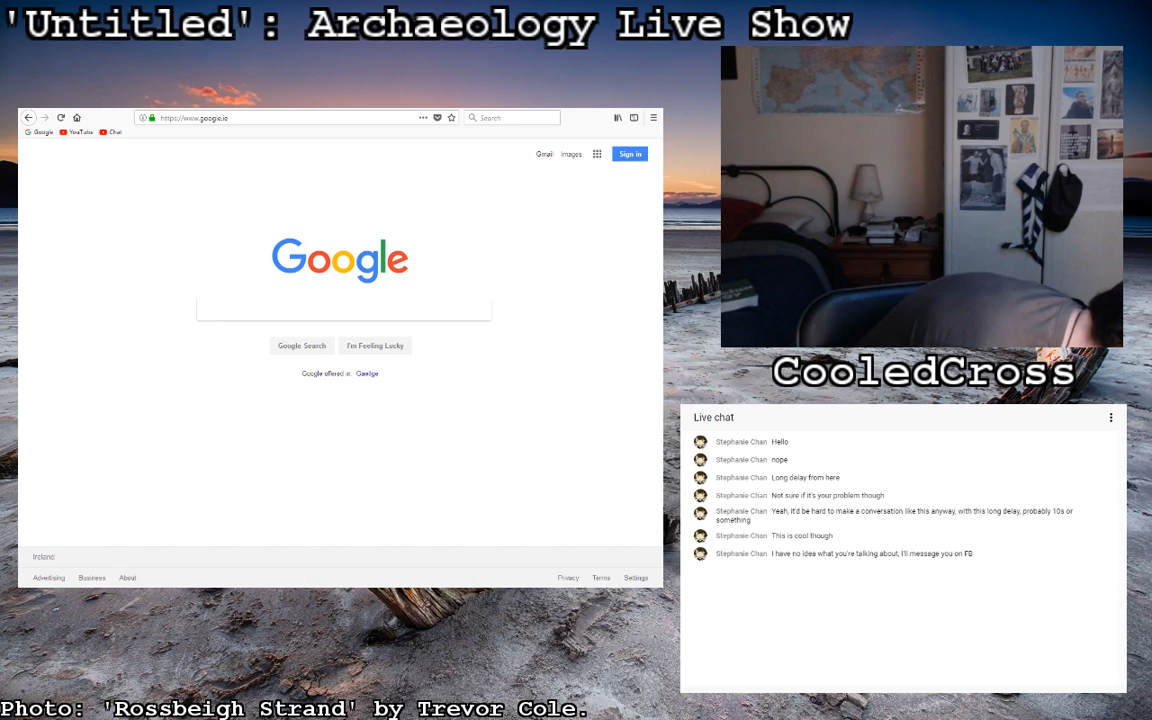 'Untitled': Archaeology Live Show
https://www.google.ie
Search
Google
YouTube
Chat
Gmail
Images
Sign in
Google
Google Search
I'm Feeling Lucky
Google offered in: Gaeilge
Ireland
Advertising
Business
About
Privacy
Terms
Settings
CooledCross
Live chat
Stephanie Chan Hello
Stephanie Chan nope
Stephanie Chan Long delay from here
Stephanie Chan Not sure if it's your problem though
Stephanie Chan Yeah, it'd be hard to make a conversation like this anyway, with this long delay, probably 10s or
something
Stephanie Chan This is cool though
Stephanie Chan I have no idea what you're talking about, I'll message you on FB
Photo: 'Rossbeigh Strand' by Trevor Cole.